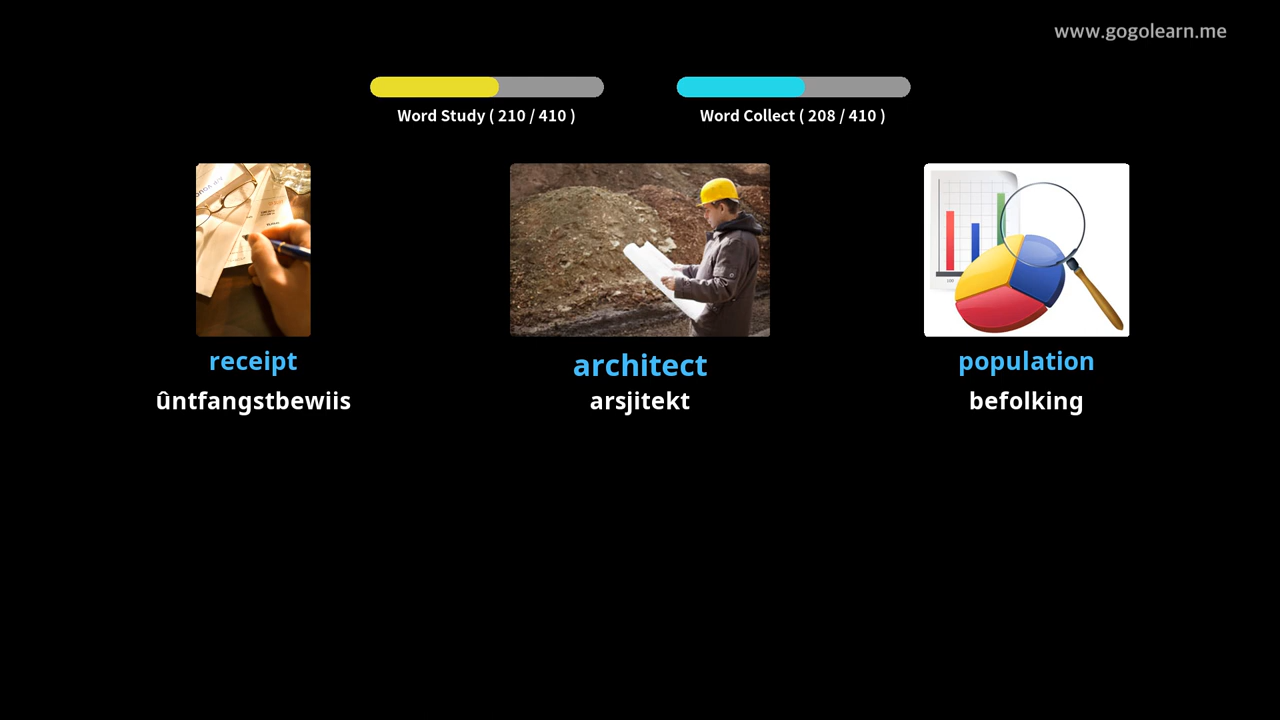 www.gogolearn.me
Word Study ( 210 / 410 )
Word Collect ( 208 / 410 )
receipt
ûntfangstbewiis
architect
arsjitekt
population
befolking